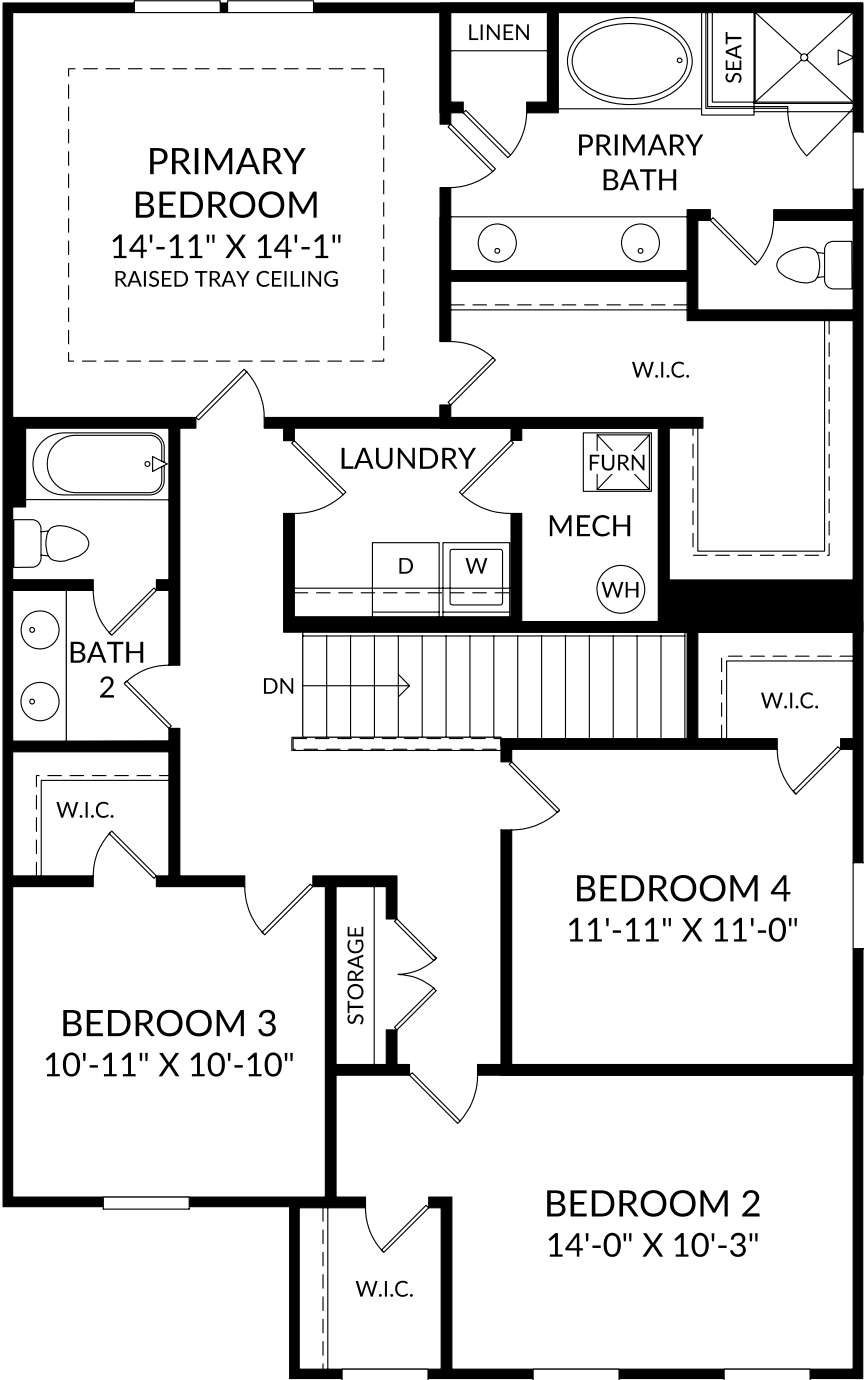 LINEN
SEAT
PRIMARY
BEDROOM
14'-11" X 14'-1"
RAISED TRAY CEILING
PRIMARY
BATH
W.I.C.
LAUNDRY
FURN
MECH
D
W
WH
BATH
2
DN
W.I.C.
W.I.C.
BEDROOM 4
11'-11" X 11'-0"
STORAGE
BEDROOM 3
10'-11" X 10'-10"
BEDROOM 2
14'-0" X 10'-3"
W.I.C.